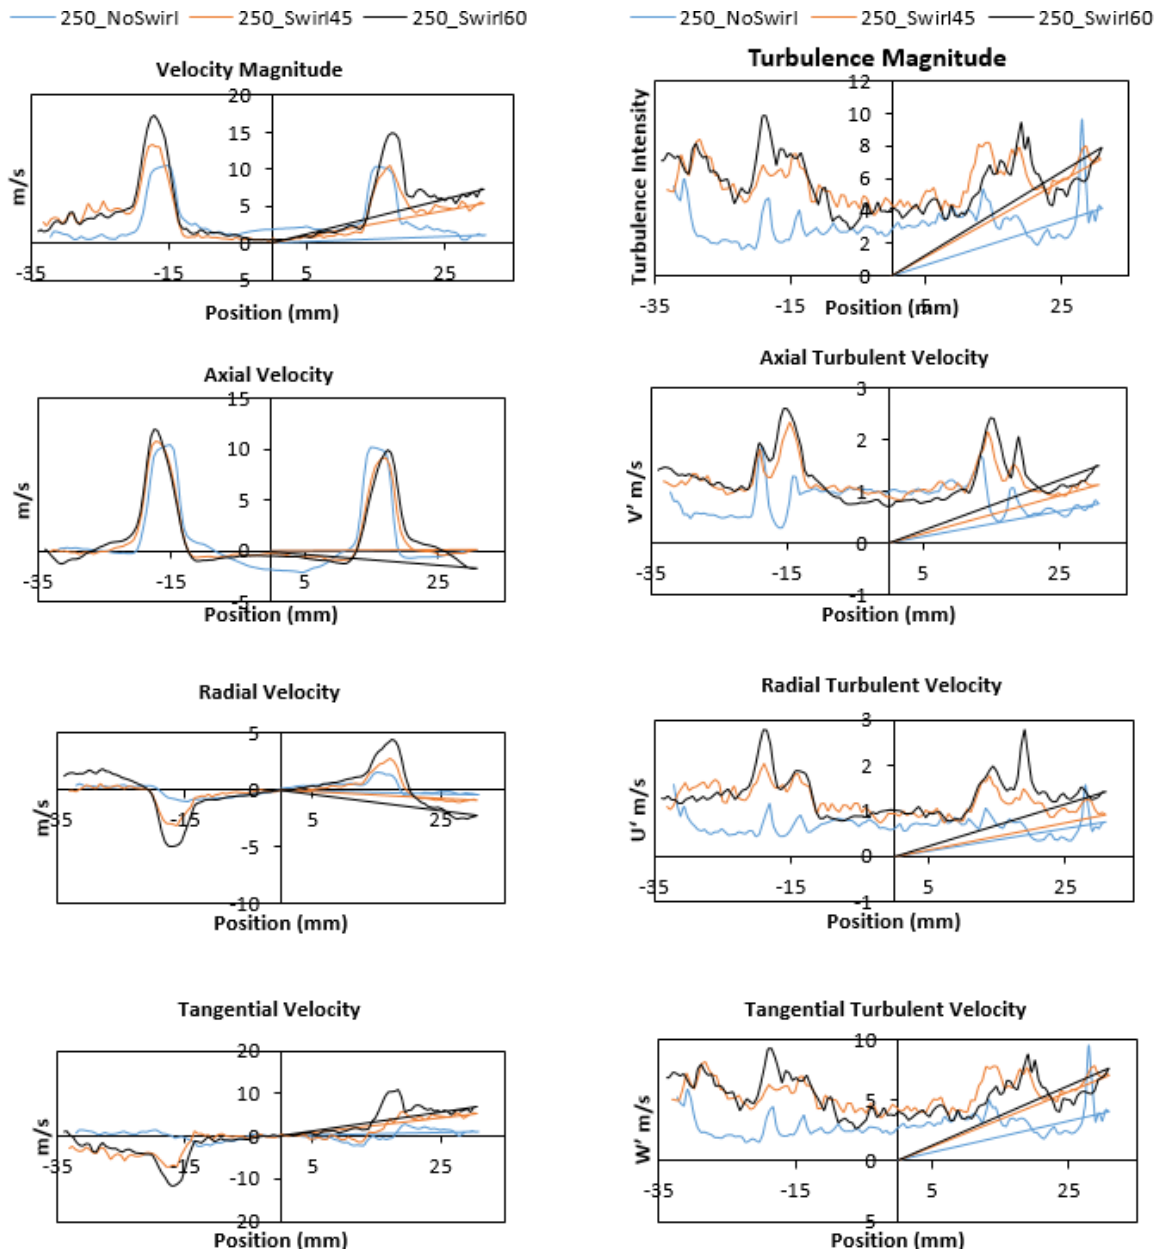 250_NoSwirl 250_Swirl45 250_Swirl60
Velocity Magnitude
20
15
10
5
0
5
-35 -15 5 25
m/s
Position (mm)
Axial Velocity
15
10
5
0
-5
-35 -15 5 25
m/s
Position (mm)
Radial Velocity
5
0
-5
-10
-35 -15 5 25
m/s
Position (mm)
Tangential Velocity
20
10
0
-10
20
-35 -15 5 25
m/s
Position (mm)
250_NoSwirl 250_Swirl45 250_Swirl60
Turbulence Magnitude
12
10
8
6
4
2
0
-35 -15 5 25
Turbulence Intensity
Position (mm)
Axial Turbulent Velocity
3
2
1
0
-1
-35 -15 5 25
V' m/s
Position (mm)
Radial Turbulent Velocity
3
2
1
0
-1
-35 -15 5 25
U' m/s
Position (mm)
Tangential Turbulent Velocity
10
5
0
5
-35 -15 5 25
W' m/s
Position (mm)